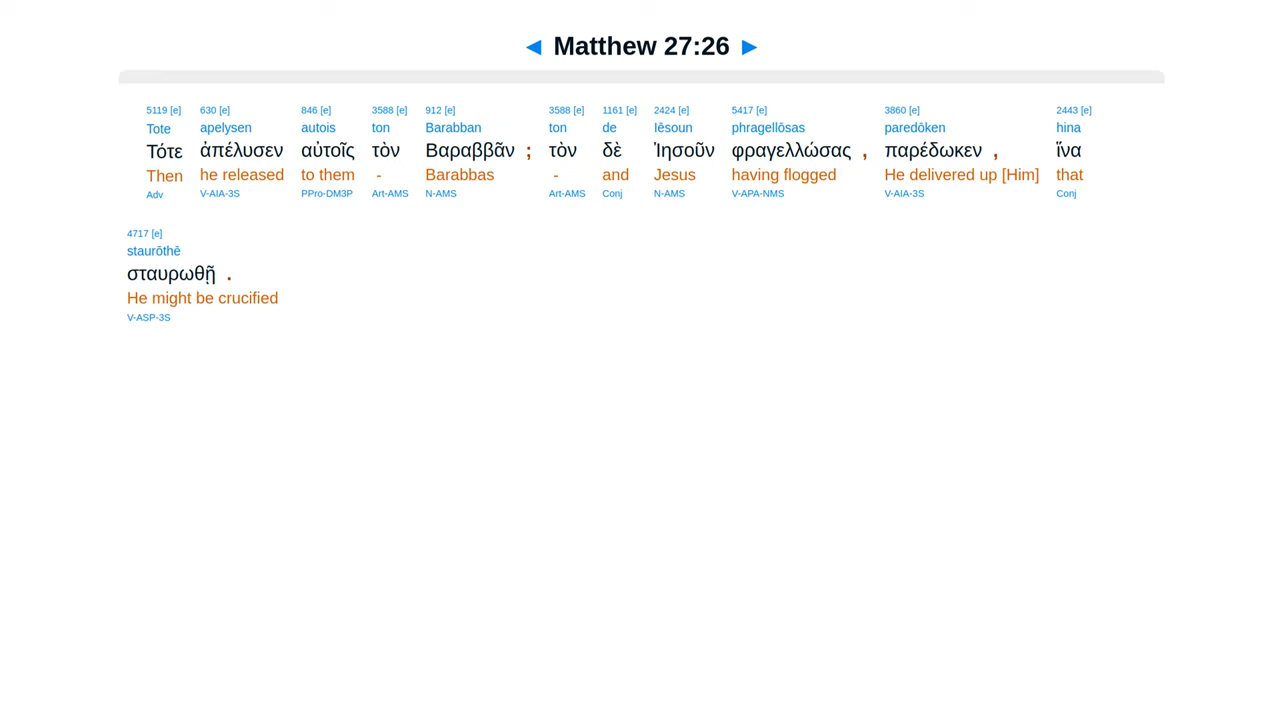 ◄ Matthew 27:26 ►
5119 [e] 630 [e] 846 [e] 3588 [e] 912 [e] 3588 [e] 1161 [e] 2424 [e] 5417 [e] 3860 [e] 2443 [e]
Tote apelysen autois ton Barabban ton de Iēsoun phragellōsas paredōken hina
Τότε ἀπέλυσεν αὐτοῖς τὸν Βαραββᾶν ; τὸν δὲ Ἰησοῦν φραγελλώσας , παρέδωκεν , ἵνα
Then he released to them - Barabbas - and Jesus having flogged He delivered up [Him] that
Adv V-AIA-3S PPro-DM3P Art-AMS N-AMS Art-AMS Conj N-AMS V-APA-NMS V-AIA-3S Conj
4717 [e]
staurōthē
σταυρωθῇ .
He might be crucified
V-ASP-3S